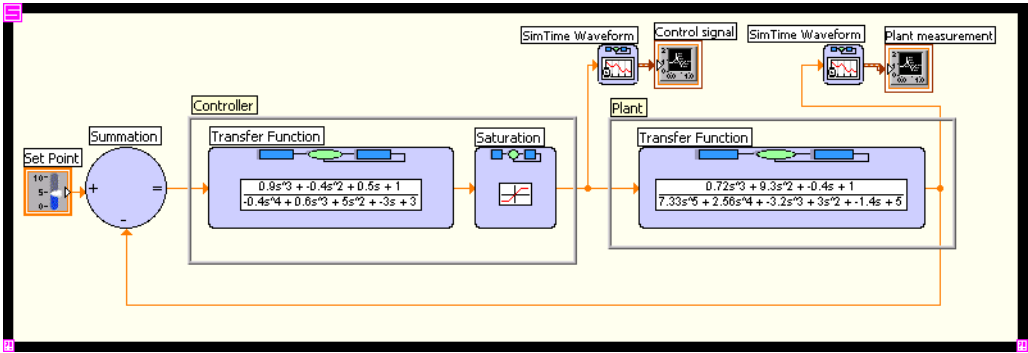 S
SimTime Waveform
Control signal
SimTime Waveform
Plant measurement
Controller
Plant
Summation
Transfer Function
Saturation
Transfer Function
Set Point
10-
5-
0-
+
=
-
0.9s^3 + -0.4s^2 + 0.5s + 1
-0.4s^4 + 0.6s^3 + 5s^2 + -3s + 3
0.72s^3 + 9.3s^2 + -0.4s + 1
7.33s^5 + 2.56s^4 + -3.2s^3 + 3s^2 + -1.4s + 5
?!
?!